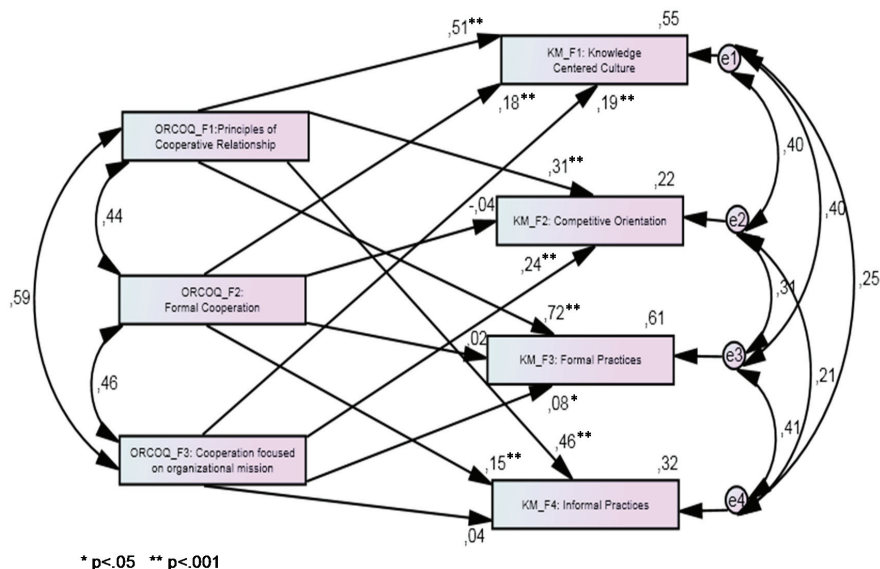 ,51**
,55
KM_F1: Knowledge
Centered Culture
e1
,18**
,19**
ORCOQ_F1:Principles of
Cooperative Relationship
,40
,31**
,22
-,04
KM_F2: Competitive Orientation
e2
,40
,44
,24**
ORCOQ_F2:
Formal Cooperation
,31
,25
,59
,72**
,61
,02
KM_F3: Formal Practices
e3
,46
,08*
,21
,41
ORCOQ_F3: Cooperation focused
on organizational mission
,46**
,15**
,32
KM_F4: Informal Practices
e4
,04
* p<.05 ** p<.001